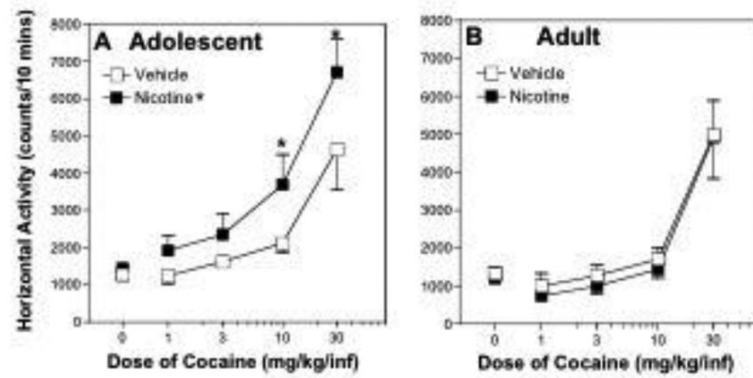 A Adolescent
Vehicle
Nicotine*
*
*
8000
7000
6000
5000
4000
3000
2000
1000
0
Horizontal Activity (counts/10 mins)
0 1 3 10 30
Dose of Cocaine (mg/kg/inf)
B Adult
Vehicle
Nicotine
8000
7000
6000
5000
4000
3000
2000
1000
0
0 1 3 10 30
Dose of Cocaine (mg/kg/inf)